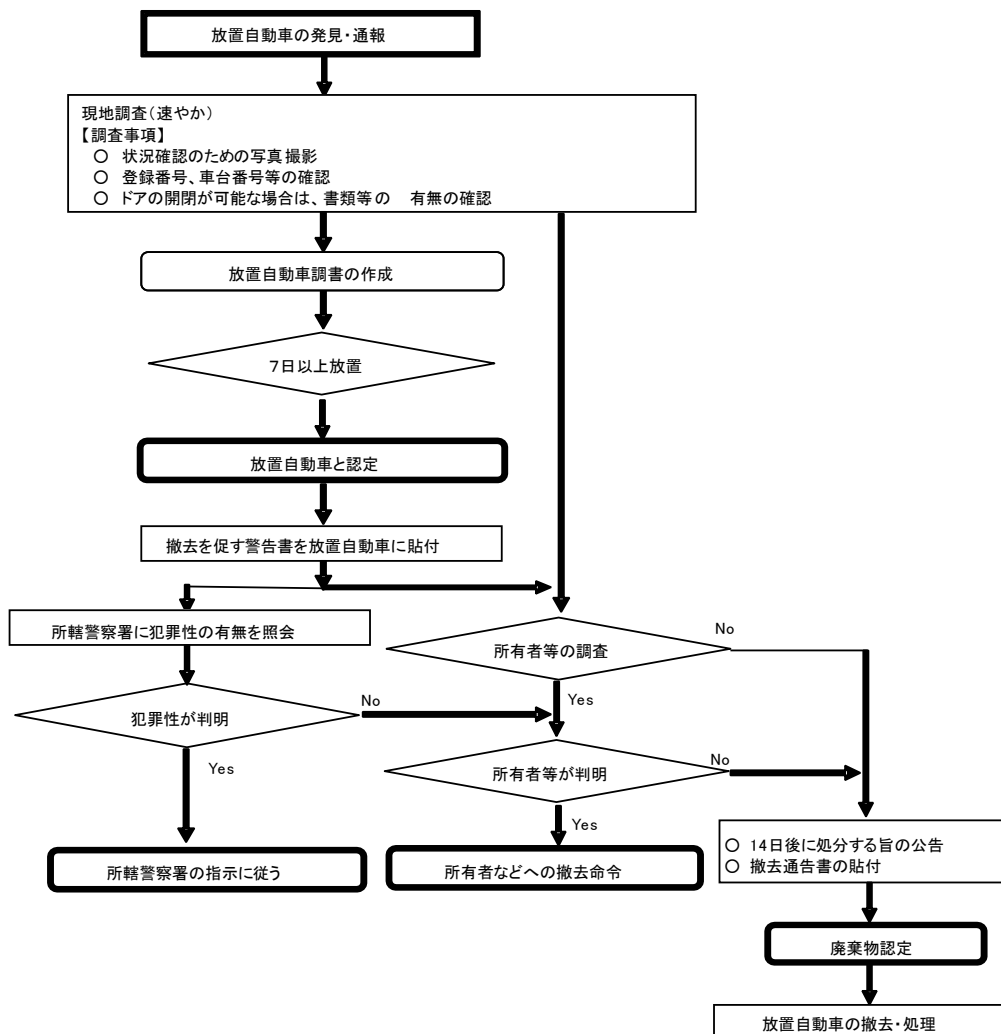 放置自動車の発見・通報
現地調査（速やか）
【調査事項】
○ 状況確認のための写真撮影
○ 登録番号、車台番号等の確認
○ ドアの開閉が可能な場合は、書類等の　有無の確認
放置自動車調書の作成
７日以上放置
放置自動車と認定
撤去を促す警告書を放置自動車に貼付
所轄警察署に犯罪性の有無を照会
所有者等の調査
No
Yes
犯罪性が判明
No
Yes
所有者等が判明
No
Yes
○ 14日後に処分する旨の公告
○ 撤去通告書の貼付
所轄警察署の指示に従う
所有者などへの撤去命令
廃棄物認定
放置自動車の撤去・処理